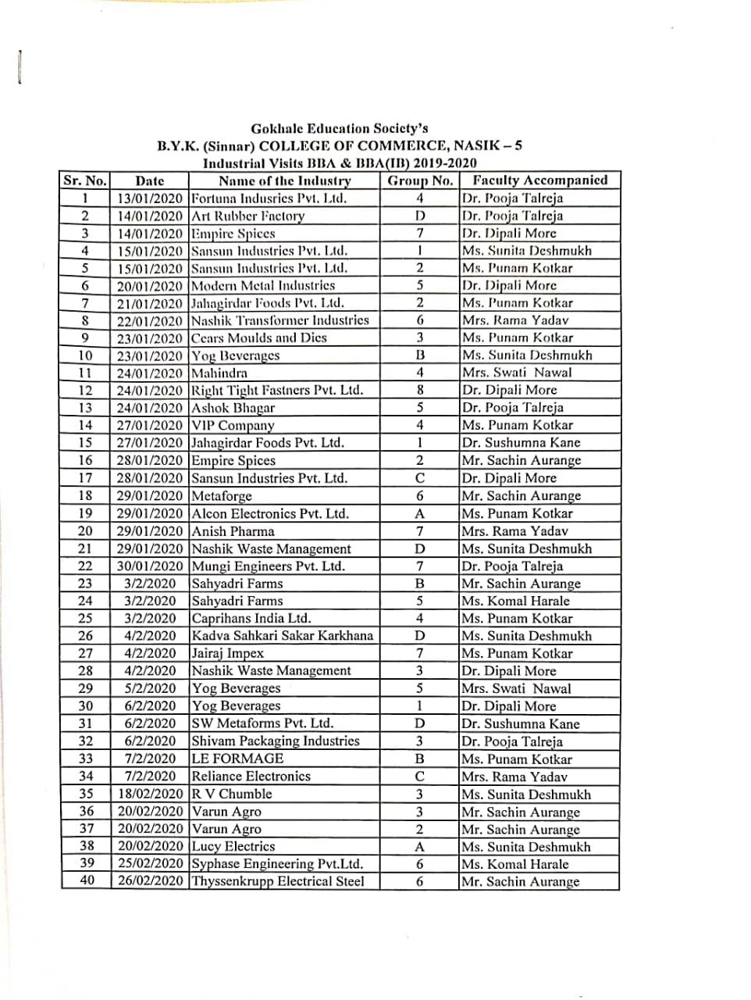 Gokhale Education Society's
B.Y.K. (Sinnar) COLLEGE OF COMMERCE, NASIK – 5
Industrial Visits BBA & BBA(IB) 2019-2020
Sr. No. Date Name of the Industry Group No. Faculty Accompanied
1 13/01/2020 Fortuna Indusries Pvt. Ltd. 4 Dr. Pooja Talreja
2 14/01/2020 Art Rubber Factory D Dr. Pooja Talreja
3 14/01/2020 Empire Spices 7 Dr. Dipali More
4 15/01/2020 Sansun Industries Pvt. Ltd. 1 Ms. Sunita Deshmukh
5 15/01/2020 Sansun Industries Pvt. Ltd. 2 Ms. Punam Kotkar
6 20/01/2020 Modern Metal Industries 5 Dr. Dipali More
7 21/01/2020 Jahagirdar Foods Pvt. Ltd. 2 Ms. Punam Kotkar
8 22/01/2020 Nashik Transformer Industries 6 Mrs. Rama Yadav
9 23/01/2020 Cears Moulds and Dies 3 Ms. Punam Kotkar
10 23/01/2020 Yog Beverages B Ms. Sunita Deshmukh
11 24/01/2020 Mahindra 4 Mrs. Swati Nawal
12 24/01/2020 Right Tight Fastners Pvt. Ltd. 8 Dr. Dipali More
13 24/01/2020 Ashok Bhagar 5 Dr. Pooja Talreja
14 27/01/2020 VIP Company 4 Ms. Punam Kotkar
15 27/01/2020 Jahagirdar Foods Pvt. Ltd. 1 Dr. Sushumna Kane
16 28/01/2020 Empire Spices 2 Mr. Sachin Aurange
17 28/01/2020 Sansun Industries Pvt. Ltd. C Dr. Dipali More
18 29/01/2020 Metaforge 6 Mr. Sachin Aurange
19 29/01/2020 Alcon Electronics Pvt. Ltd. A Ms. Punam Kotkar
20 29/01/2020 Anish Pharma 7 Mrs. Rama Yadav
21 29/01/2020 Nashik Waste Management D Ms. Sunita Deshmukh
22 30/01/2020 Mungi Engineers Pvt. Ltd. 7 Dr. Pooja Talreja
23 3/2/2020 Sahyadri Farms B Mr. Sachin Aurange
24 3/2/2020 Sahyadri Farms 5 Ms. Komal Harale
25 3/2/2020 Caprihans India Ltd. 4 Ms. Punam Kotkar
26 4/2/2020 Kadva Sahkari Sakar Karkhana D Ms. Sunita Deshmukh
27 4/2/2020 Jairaj Impex 7 Ms. Punam Kotkar
28 4/2/2020 Nashik Waste Management 3 Dr. Dipali More
29 5/2/2020 Yog Beverages 5 Mrs. Swati Nawal
30 6/2/2020 Yog Beverages 1 Dr. Dipali More
31 6/2/2020 SW Metaforms Pvt. Ltd. D Dr. Sushumna Kane
32 6/2/2020 Shivam Packaging Industries 3 Dr. Pooja Talreja
33 7/2/2020 LE FORMAGE B Ms. Punam Kotkar
34 7/2/2020 Reliance Electronics C Mrs. Rama Yadav
35 18/02/2020 R V Chumble 3 Ms. Sunita Deshmukh
36 20/02/2020 Varun Agro 3 Mr. Sachin Aurange
37 20/02/2020 Varun Agro 2 Mr. Sachin Aurange
38 20/02/2020 Lucy Electrics A Ms. Sunita Deshmukh
39 25/02/2020 Syphase Engineering Pvt.Ltd. 6 Ms. Komal Harale
40 26/02/2020 Thyssenkrupp Electrical Steel 6 Mr. Sachin Aurange